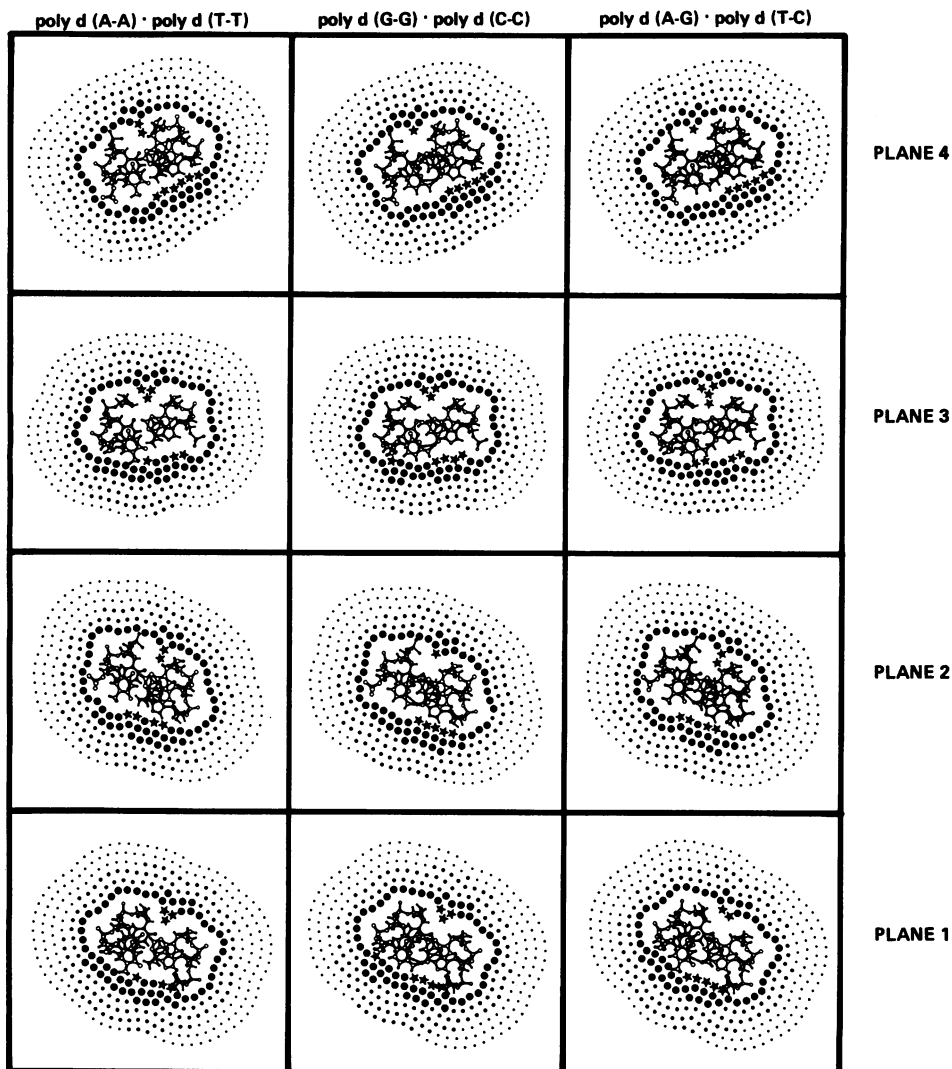 poly d (A-A) · poly d (T-T) poly d (G-G) · poly d (C-C) poly d (A-G) · poly d (T-C)
PLANE 4
PLANE 3
PLANE 2
PLANE 1